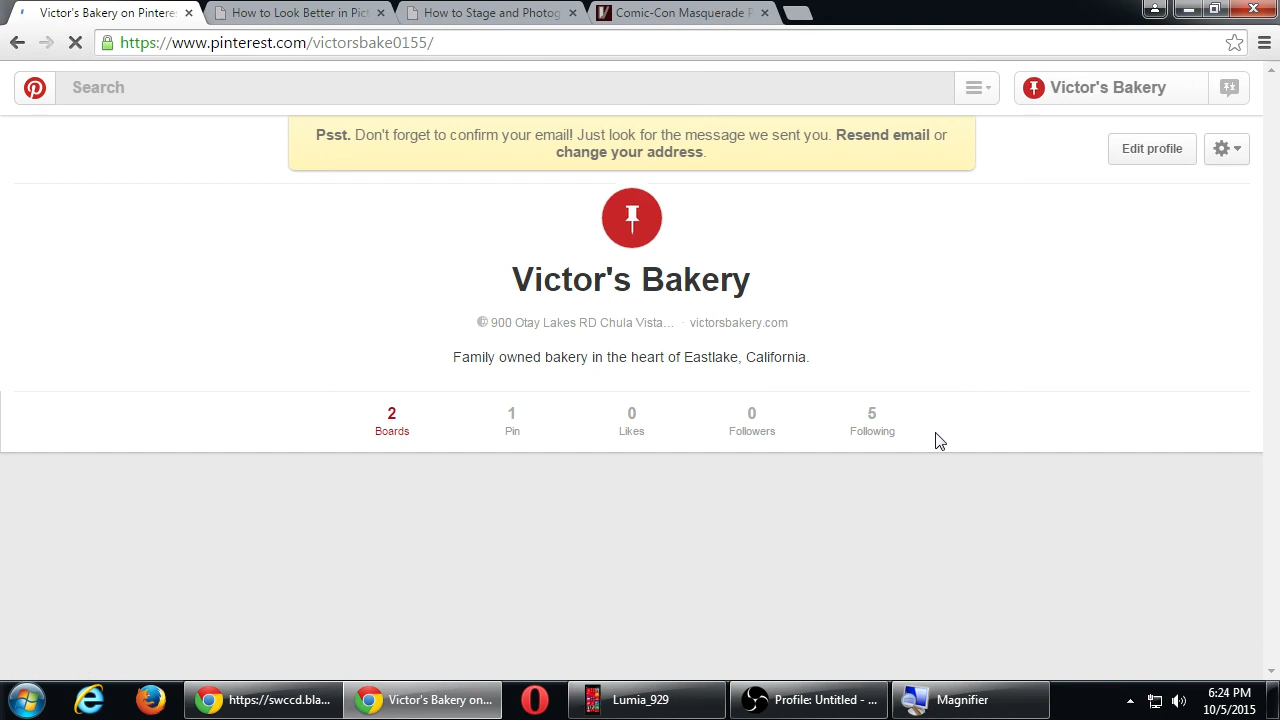 Victor's Bakery on Pinteres
How to Look Better in Pict
How to Stage and Photog
Comic-Con Masquerade P
https://www.pinterest.com/victorsbake0155/
Search
Victor's Bakery
Psst. Don't forget to confirm your email! Just look for the message we sent you. Resend email or
change your address.
Edit profile
Victor's Bakery
900 Otay Lakes RD Chula Vista... · victorsbakery.com
Family owned bakery in the heart of Eastlake, California.
2 1 0 0 5
Boards Pin Likes Followers Following
https://swccd.bla... Victor's Bakery on... Lumia_929 Profile: Untitled - ... Magnifier
6:24 PM
10/5/2015